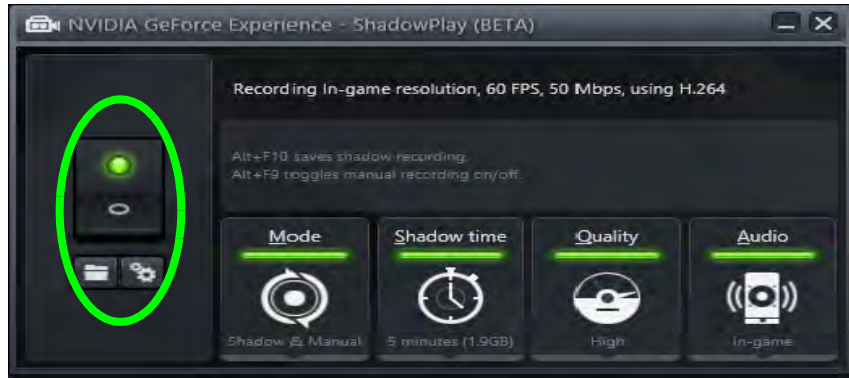 NVIDIA GeForce Experience - ShadowPlay (BETA)
Recording In-game resolution, 60 FPS, 50 Mbps, using H.264
Alt+F10 saves shadow recording.
Alt+F9 toggles manual recording on/off.
Mode
Shadow time
Quality
Audio
Shadow & Manual
5 minutes (1.9GB)
High
In-game